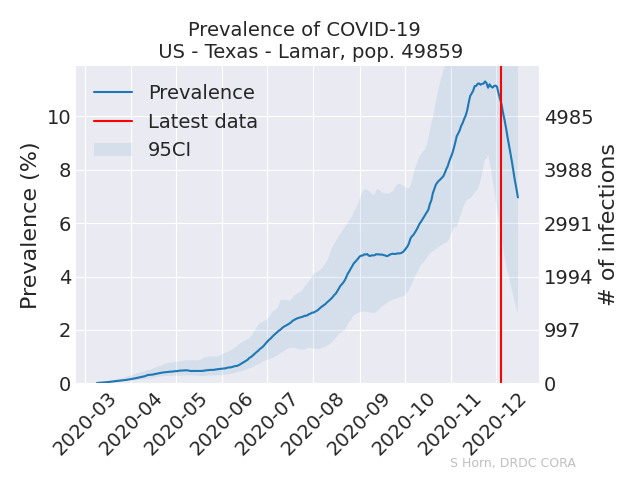 Prevalence of COVID-19
US - Texas - Lamar, pop. 49859
Prevalence
Latest data
95CI
Prevalence (%)
10
8
6
4
2
0
4985
3988
2991
1994
997
0
# of infections
2020-03
2020-04
2020-05
2020-06
2020-07
2020-08
2020-09
2020-10
2020-11
2020-12
S Horn, DRDC CORA